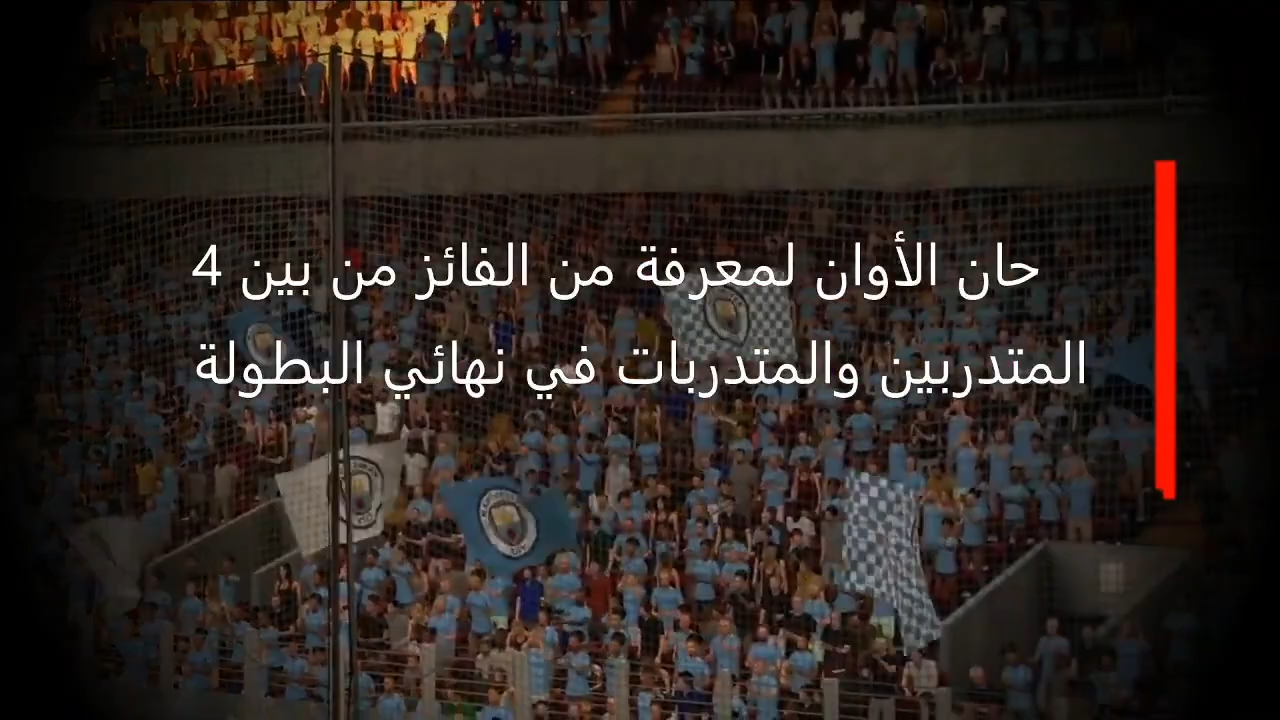 حان الأوان لمعرفة من الفائز من بين 4
المتدربين والمتدربات في نهائي البطولة